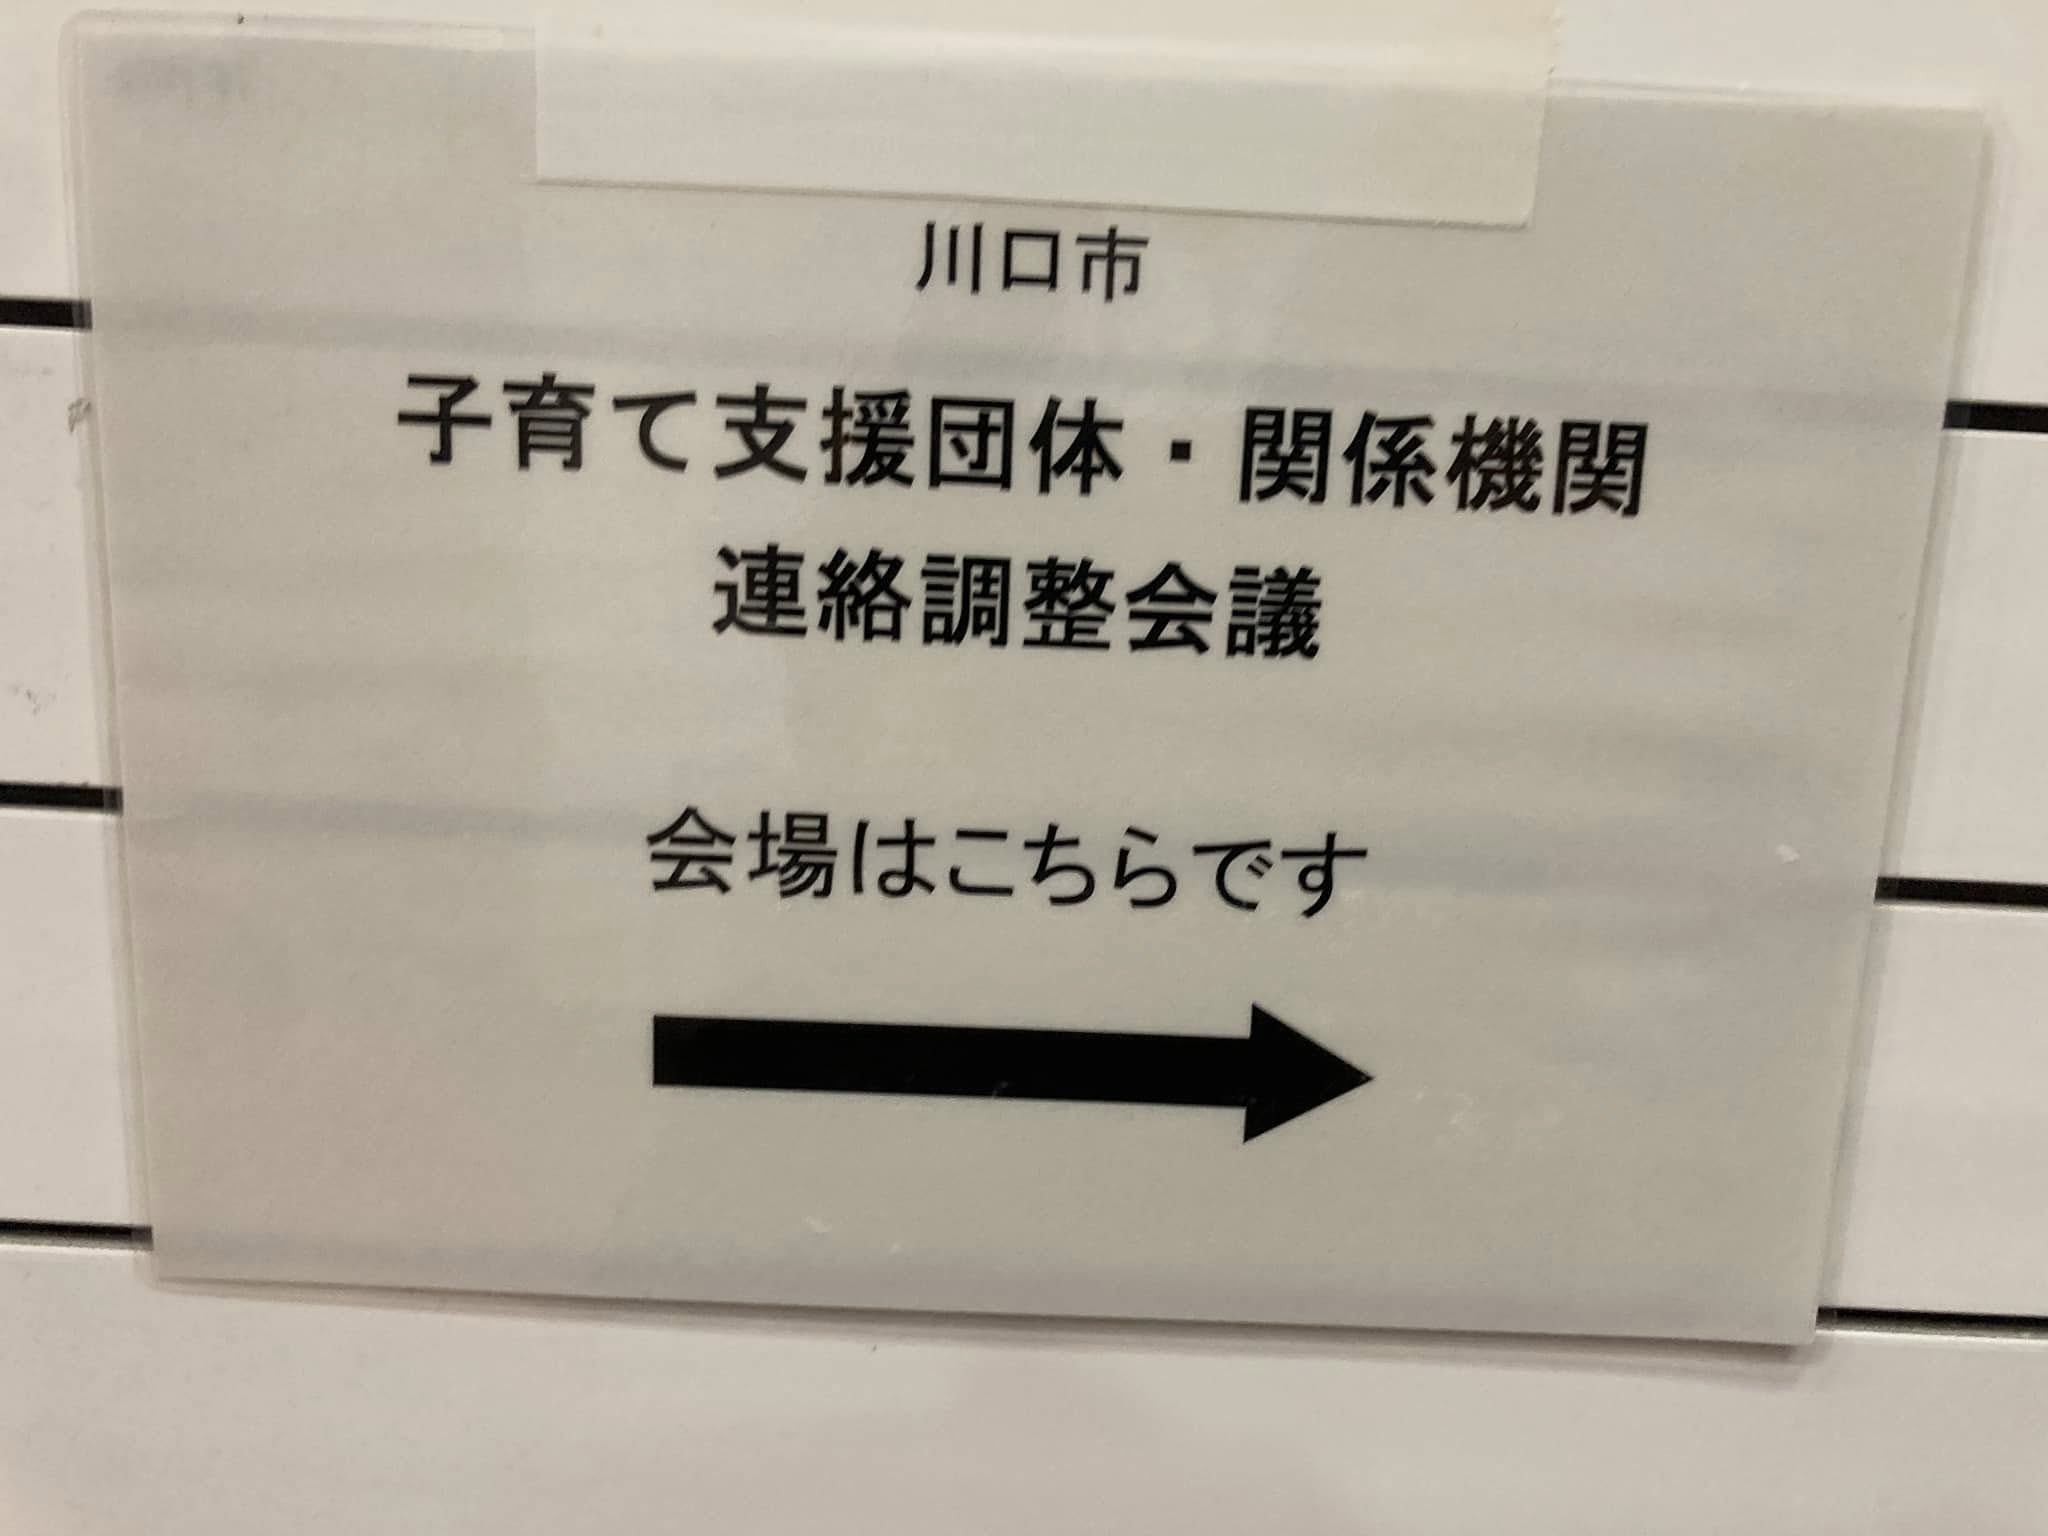 川口市
子育て支援団体・関係機関
連絡調整会議
会場はこちらです